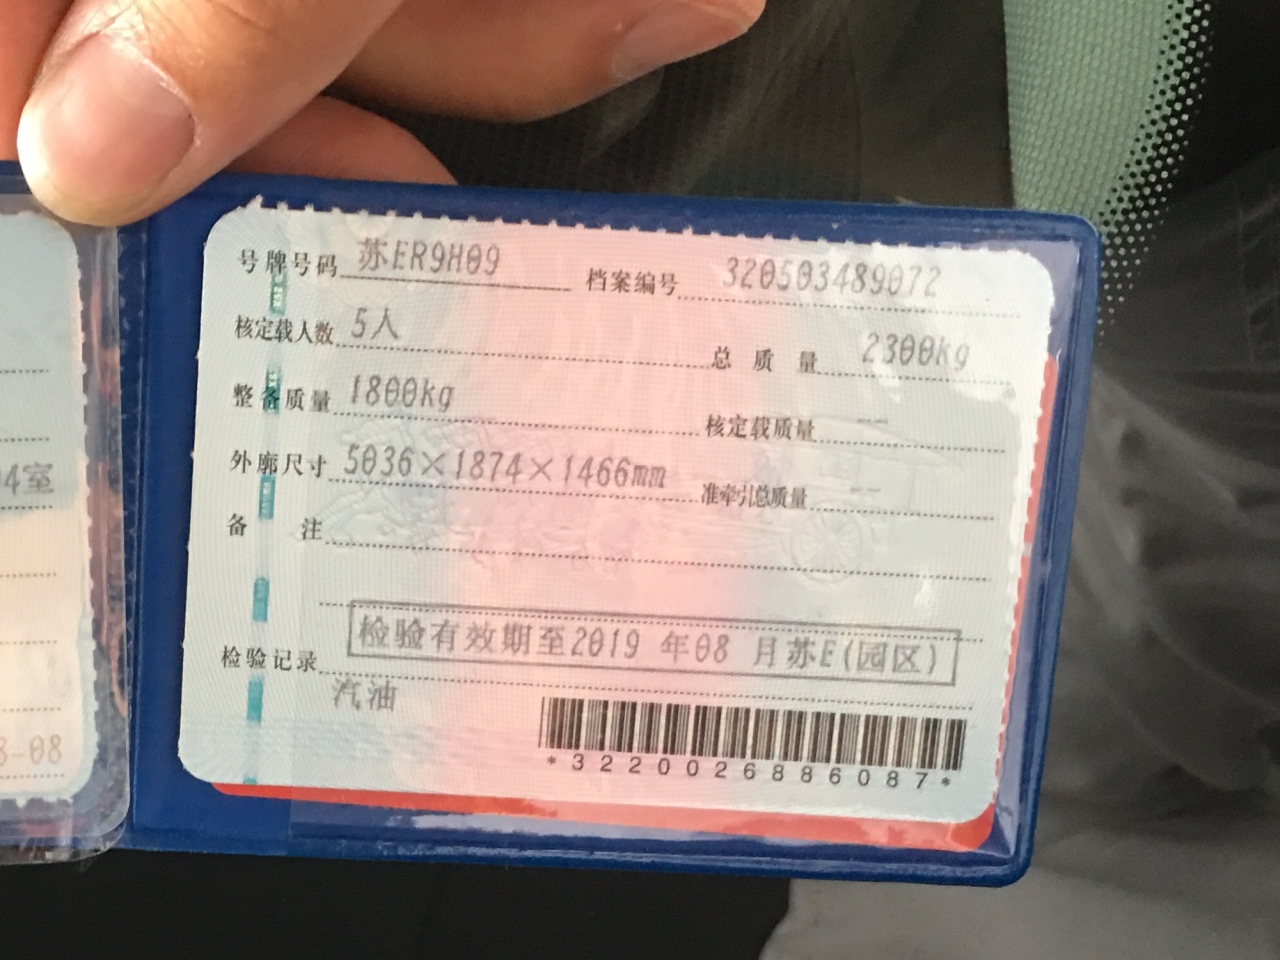 号牌号码 苏ER9H09 档案编号 320503489072
核定载人数 5人 总质量 2300kg
整备质量 1800kg 核定载质量 --
外廓尺寸 5036×1874×1466mm 准牵引总质量 --
备注
检验有效期至2019 年08 月苏E(园区)
检验记录
汽油
*3220026886087*
4室
8-08